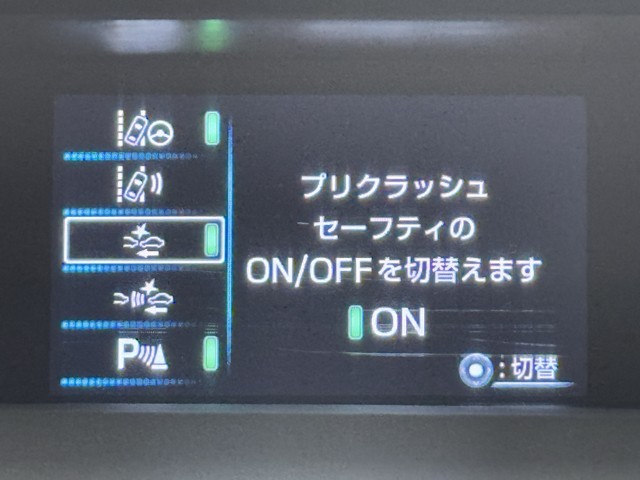 プリクラッシュ
セーフティの
ON/OFFを切替えます
ON
P
:切替